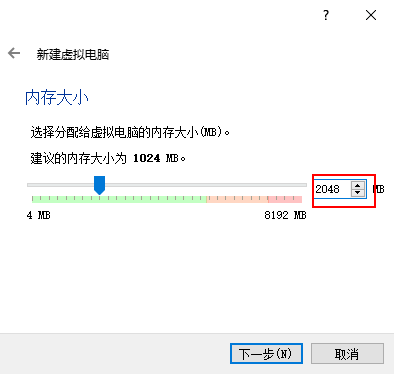 ?
新建虚拟电脑
内存大小
选择分配给虚拟电脑的内存大小(MB)。
建议的内存大小为 1024 MB。
2048 MB
4 MB 8192 MB
下一步(N) 取消